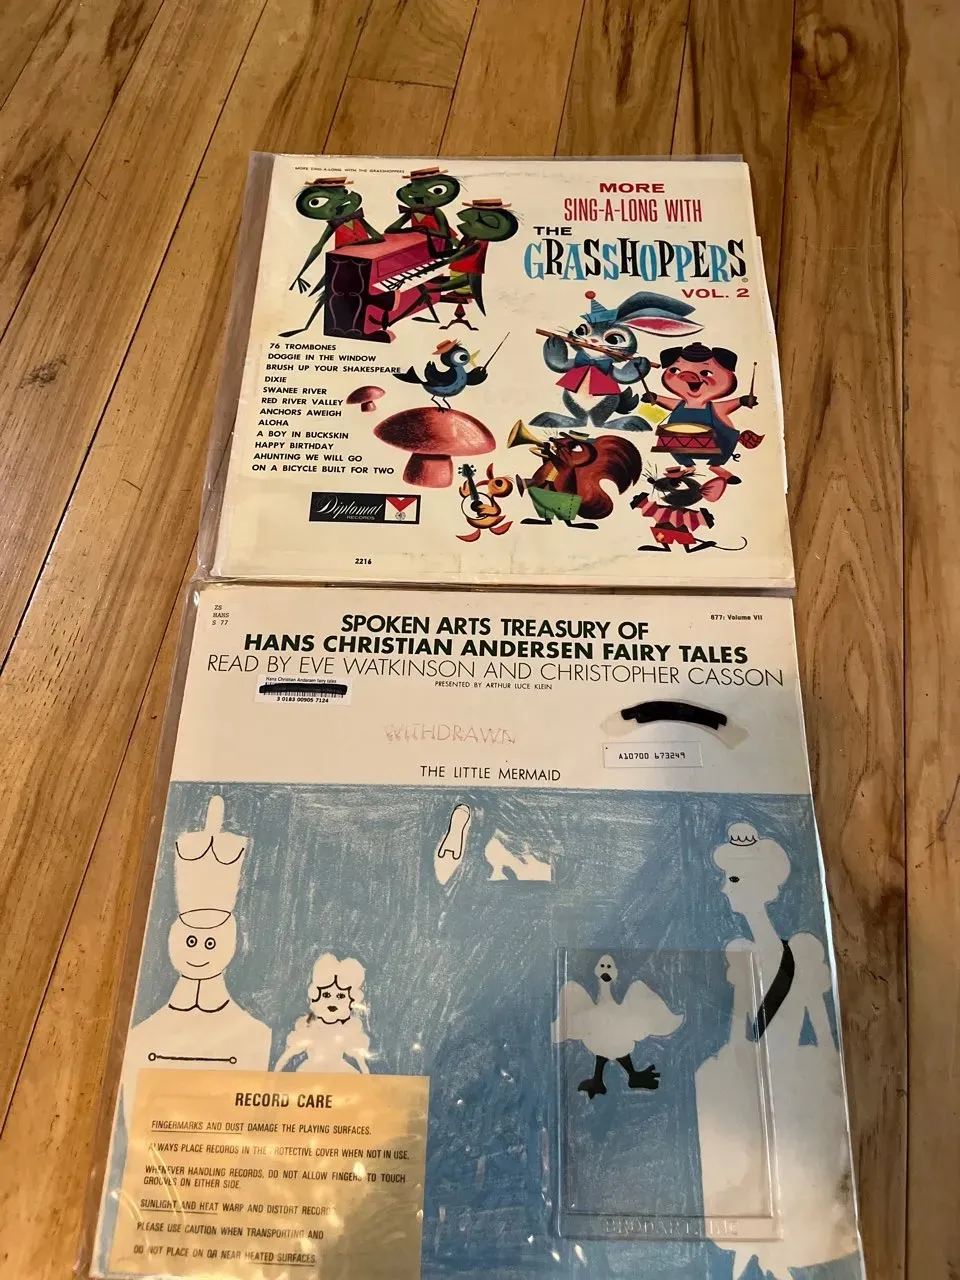 MORE SING-A-LONG WITH THE GRASSHOPPERS
MORE
SING-A-LONG WITH
THE
GRASSHOPPERS
VOL. 2
76 TROMBONES
DOGGIE IN THE WINDOW
BRUSH UP YOUR SHAKESPEARE
DIXIE
SWANEE RIVER
RED RIVER VALLEY
ANCHORS AWEIGH
ALOHA
A BOY IN BUCKSKIN
HAPPY BIRTHDAY
AHUNTING WE WILL GO
ON A BICYCLE BUILT FOR TWO
Diplomat
RECORDS
2216
ZS
HANS
S 77
877: Volume VII
SPOKEN ARTS TREASURY OF
HANS CHRISTIAN ANDERSEN FAIRY TALES
READ BY EVE WATKINSON AND CHRISTOPHER CASSON
PRESENTED BY ARTHUR LUCE KLEIN
Hans Christian Andersen fairy tales
3 0183 00905 7124
WITHDRAWN
A10700 673249
THE LITTLE MERMAID
RECORD CARE
FINGERMARKS AND DUST DAMAGE THE PLAYING SURFACES.
ALWAYS PLACE RECORDS IN THE PROTECTIVE COVER WHEN NOT IN USE.
WHENEVER HANDLING RECORDS, DO NOT ALLOW FINGERS TO TOUCH
GROOVES ON EITHER SIDE.
SUNLIGHT AND HEAT WARP AND DISTORT RECORDS
PLEASE USE CAUTION WHEN TRANSPORTING AND
DO NOT PLACE ON OR NEAR HEATED SURFACES.
BRODART, INC